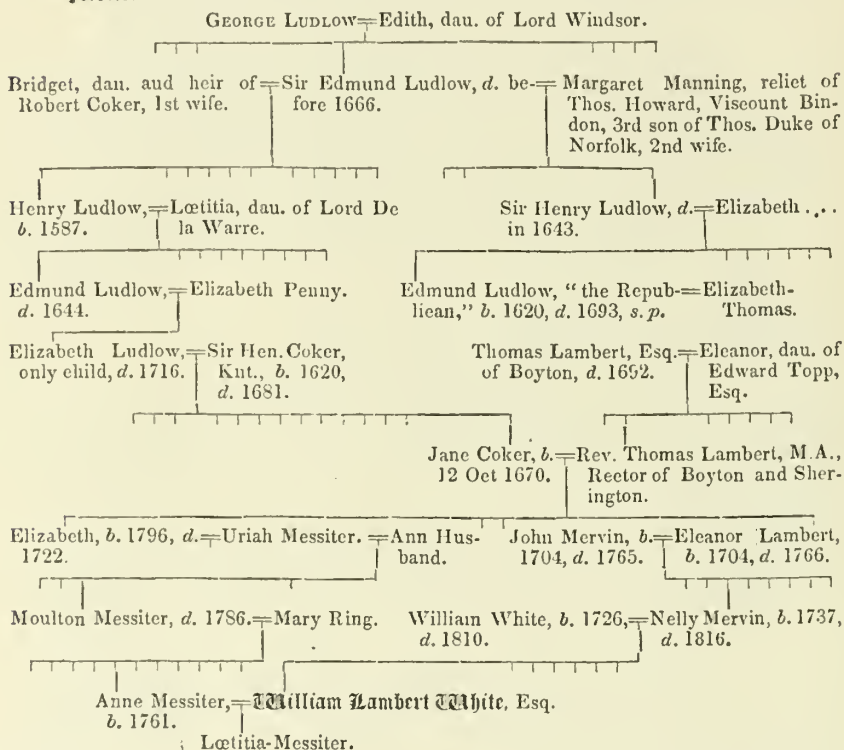 GEORGE LUDLOW=Edith, dau. of Lord Windsor.
Bridget, dau. aud heir of=Sir Edmund Ludlow, d. be-=Margaret Manning, relict of
Robert Coker, 1st wife. fore 1666. Thos. Howard, Viscount Bin-
don, 3rd son of Thos. Duke of
Norfolk, 2nd wife.
Henry Ludlow,=Lœtitia, dau. of Lord De Sir Henry Ludlow, d.=Elizabeth ....
b. 1587. la Warre. in 1643.
Edmund Ludlow,=Elizabeth Penny. Edmund Ludlow, "the Repub-=Elizabeth-
d. 1644. liean," b. 1620, d. 1693, s.p. Thomas.
Elizabeth Ludlow,=Sir Hen. Coker, Thomas Lambert, Esq.=Eleanor, dau. of
only child, d. 1716. Knt., b. 1620, of Boyton, d. 1692. Edward Topp,
d. 1681. Esq.
Jane Coker, b.=Rev. Thomas Lambert, M.A.,
12 Oct 1670. Rector of Boyton and Sher-
ington.
Elizabeth, b. 1796, d.=Uriah Messiter. =Ann Hus- John Mervin, b.=Eleanor Lambert,
1722. band. 1704, d. 1765. b. 1704, d. 1766.
Moulton Messiter, d. 1786.=Mary Ring. William White, b. 1726,=Nelly Mervin, b. 1737,
d. 1810. d. 1816.
Anne Messiter,=William Lambert White, Esq.
b. 1761.
Lœtitia-Messiter.